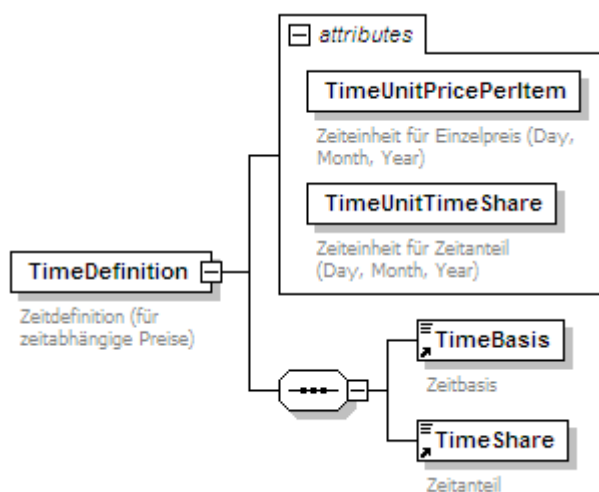 attributes
TimeUnitPricePerItem
Zeiteinheit für Einzelpreis (Day,
Month, Year)
TimeUnitTimeShare
Zeiteinheit für Zeitanteil
(Day, Month, Year)
TimeDefinition
Zeitdefinition (für
zeitabhängige Preise)
TimeBasis
Zeitbasis
TimeShare
Zeitanteil